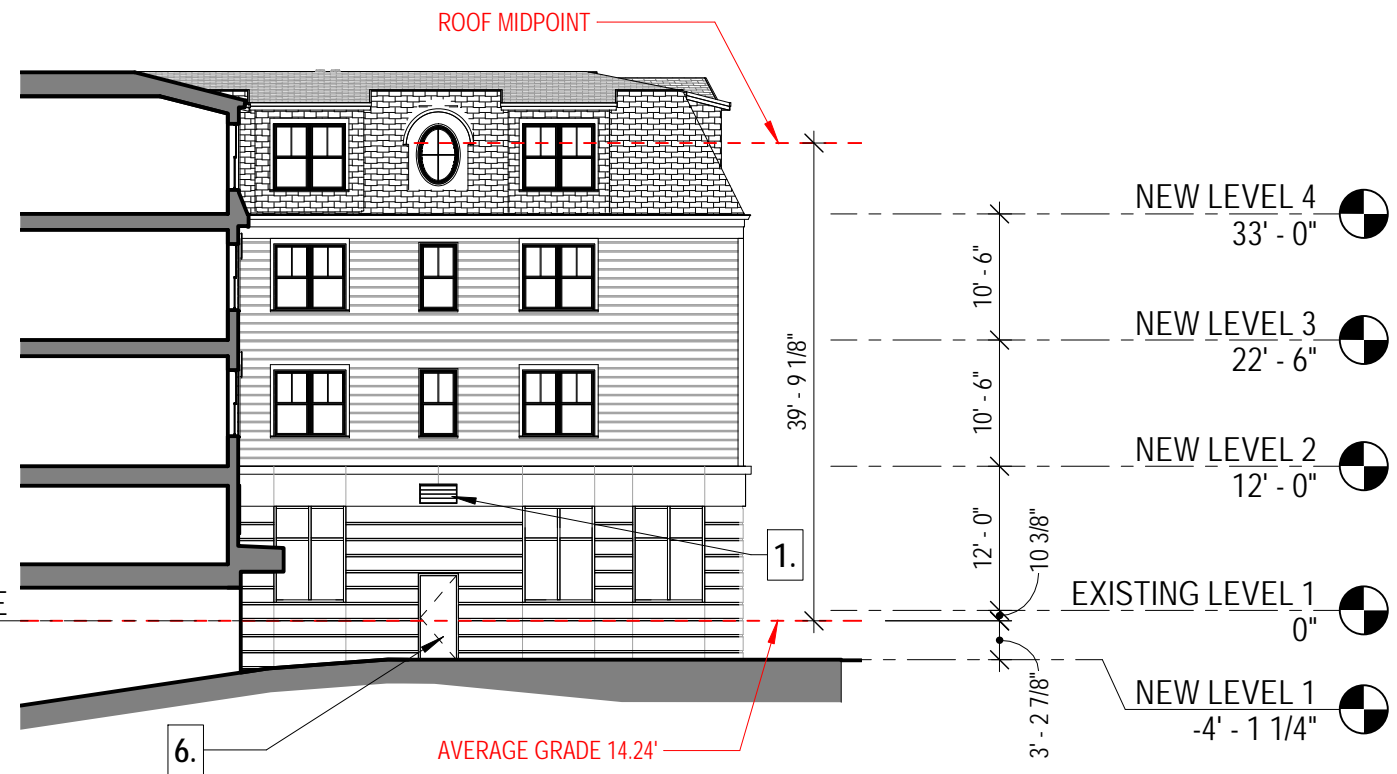 ROOF MIDPOINT
NEW LEVEL 4
33' - 0"
10' - 6"
NEW LEVEL 3
22' - 6"
39' - 9 1/8"
10' - 6"
NEW LEVEL 2
12' - 0"
12' - 0"
10 3/8"
1.
EXISTING LEVEL 1
0"
E
3' - 2 7/8"
NEW LEVEL 1
-4' - 1 1/4"
6.
AVERAGE GRADE 14.24'